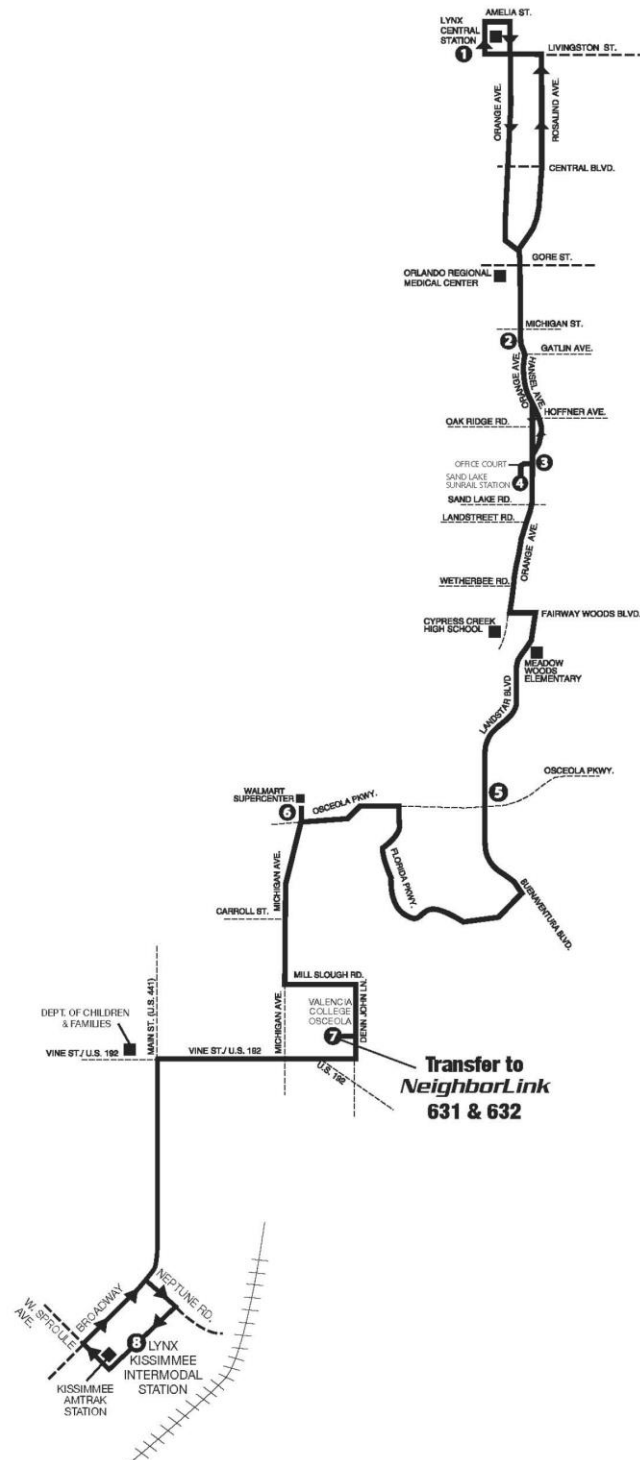 AMELIA ST.
LYNX
CENTRAL
STATION
1
LIVINGSTON ST.
ORANGE AVE.
ROSALIND AVE.
CENTRAL BLVD.
GORE ST.
ORLANDO REGIONAL
MEDICAL CENTER
MICHIGAN ST.
2
GATLIN AVE.
ORANGE AVE.
HANSEL AVE.
HOFFNER AVE.
OAK RIDGE RD.
OFFICE COURT
3
SAND LAKE
SUNRAIL STATION
4
SAND LAKE RD.
LANDSTREET RD.
ORANGE AVE.
WETHERBEE RD.
FAIRWAY WOODS BLVD.
CYPRESS CREEK
HIGH SCHOOL
MEADOW
WOODS
ELEMENTARY
LANDSTAR BLVD
OSCEOLA PKWY.
5
WALMART
SUPERCENTER
6
OSCEOLA PKWY.
MICHIGAN AVE.
FLORIDA PKWY.
BUENAVENTURA BLVD.
CARROLL ST.
MILL SLOUGH RD.
MAIN ST. (U.S. 441)
MICHIGAN AVE.
DENN JOHN LN.
VALENCIA
COLLEGE
OSCEOLA
7
DEPT. OF CHILDREN
& FAMILIES
VINE ST./ U.S. 192
VINE ST./ U.S. 192
U.S. 192
Transfer to
NeighborLink
631 & 632
BROADWAY
NEPTUNE RD.
W. SPROULE
AVE.
8
LYNX
KISSIMMEE
INTERMODAL
STATION
KISSIMMEE
AMTRAK
STATION